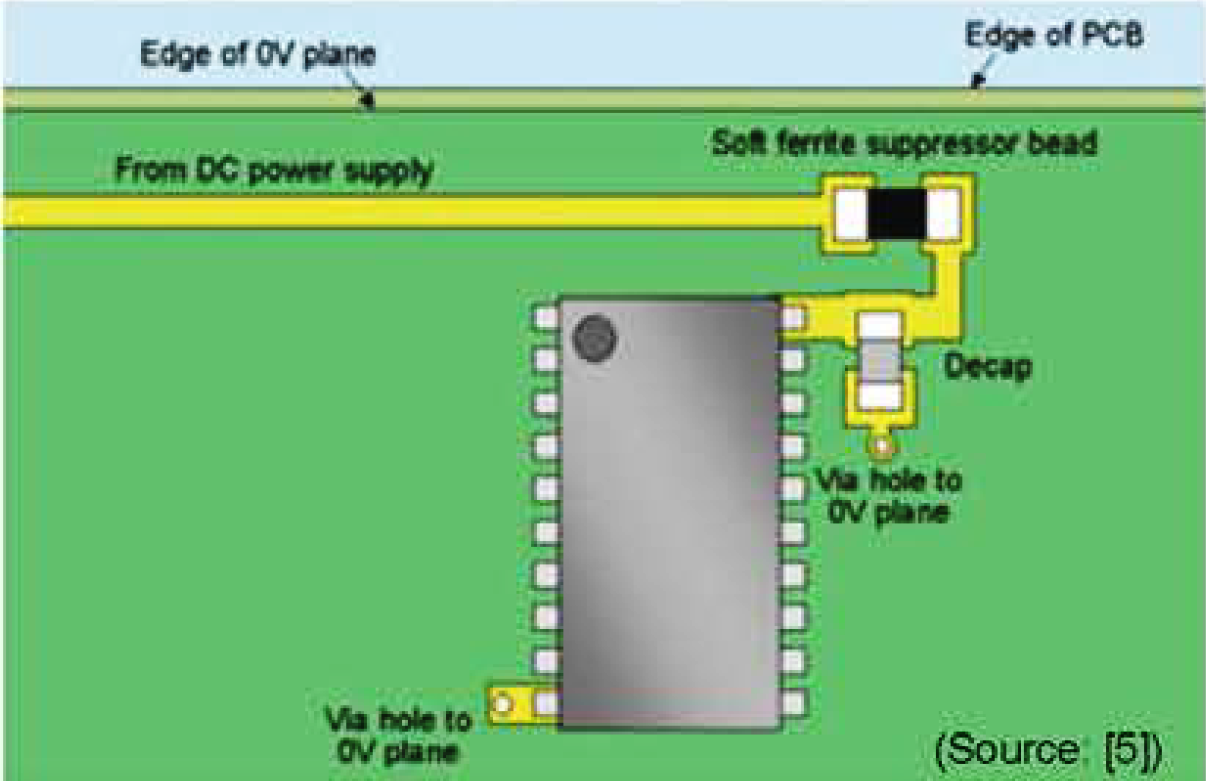 Edge of 0V plane
Edge of PCB
Soft ferrite suppressor bead
From DC power supply
Decap
Via hole to
0V plane
Via hole to
0V plane
(Source: [5])